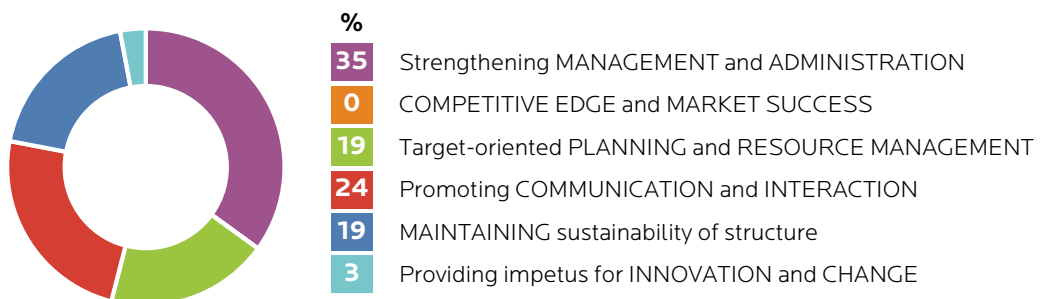 %
35 Strengthening MANAGEMENT and ADMINISTRATION
0 COMPETITIVE EDGE and MARKET SUCCESS
19 Target-oriented PLANNING and RESOURCE MANAGEMENT
24 Promoting COMMUNICATION and INTERACTION
19 MAINTAINING sustainability of structure
3 Providing impetus for INNOVATION and CHANGE